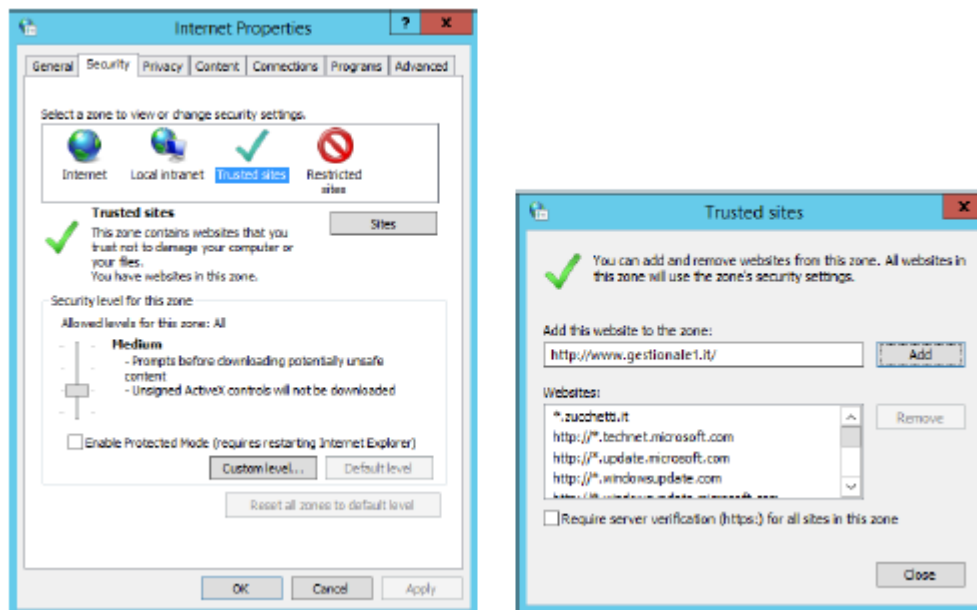 Internet Properties
?
x
General Security Privacy Content Connections Programs Advanced
Select a zone to view or change security settings.
Internet Local intranet Trusted sites Restricted
sites
Trusted sites
Sites
This zone contains websites that you
trust not to damage your computer or
your files.
You have websites in this zone.
Security level for this zone
Allowed levels for this zone: All
Medium
- Prompts before downloading potentially unsafe
content
- Unsigned ActiveX controls will not be downloaded
Enable Protected Mode (requires restarting Internet Explorer)
Custom level... Default level
Reset all zones to default level
OK Cancel Apply
Trusted sites
x
You can add and remove websites from this zone. All websites in
this zone will use the zone's security settings.
Add this website to the zone:
http://www.gestionale1.it/ Add
Websites:
*.zucchetti.it Remove
http://*.technet.microsoft.com
http://*.update.microsoft.com
http://*.windowsupdate.com
Require server verification (https:) for all sites in this zone
Close